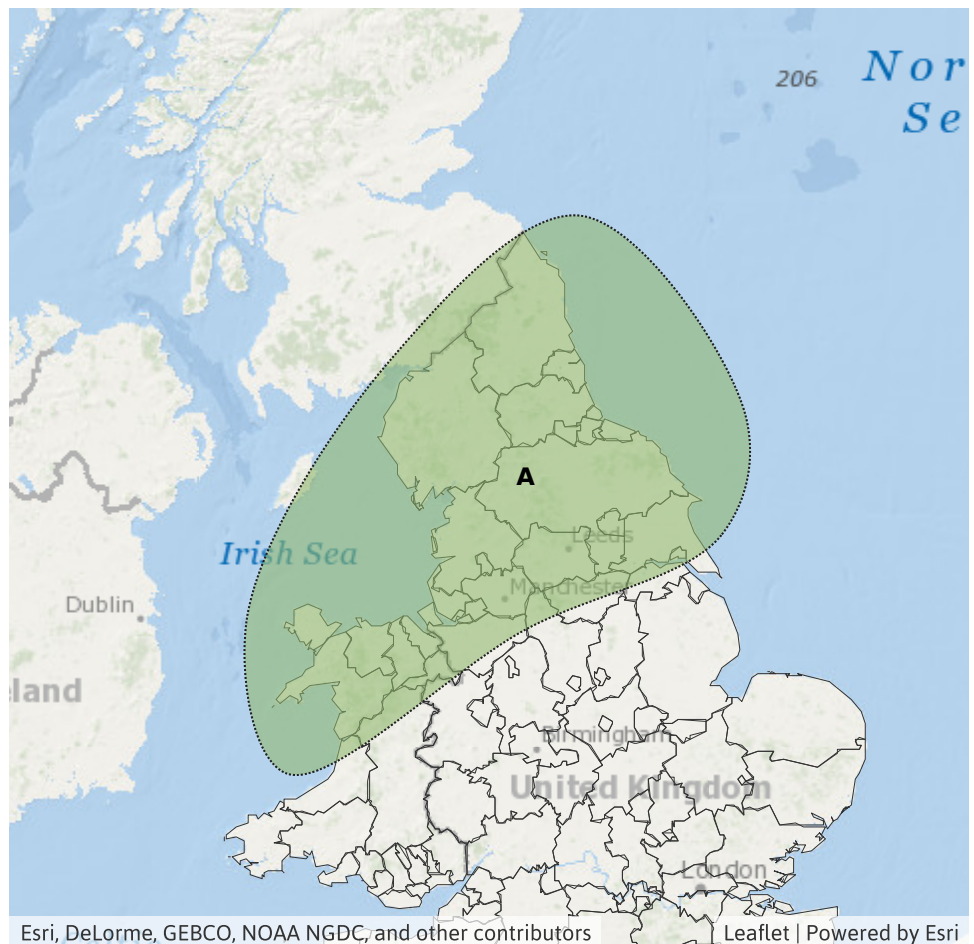 206
Nor
Se
A
Leeds
Irish Sea
Manchester
Dublin
land
Birmingham
United Kingdom
London
Esri, DeLorme, GEBCO, NOAA NGDC, and other contributors
Leaflet | Powered by Esri